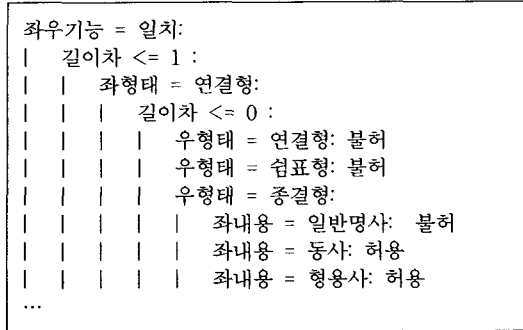 좌우기능 = 일치:
|   길이차 <= 1 :
|   |   좌형태 = 연결형:
|   |   |   길이차 <= 0 :
|   |   |   |   우형태 = 연결형: 불허
|   |   |   |   우형태 = 쉼표형: 불허
|   |   |   |   우형태 = 종결형:
|   |   |   |   |   좌내용 = 일반명사:  불허
|   |   |   |   |   좌내용 = 동사: 허용
|   |   |   |   |   좌내용 = 형용사: 허용
...